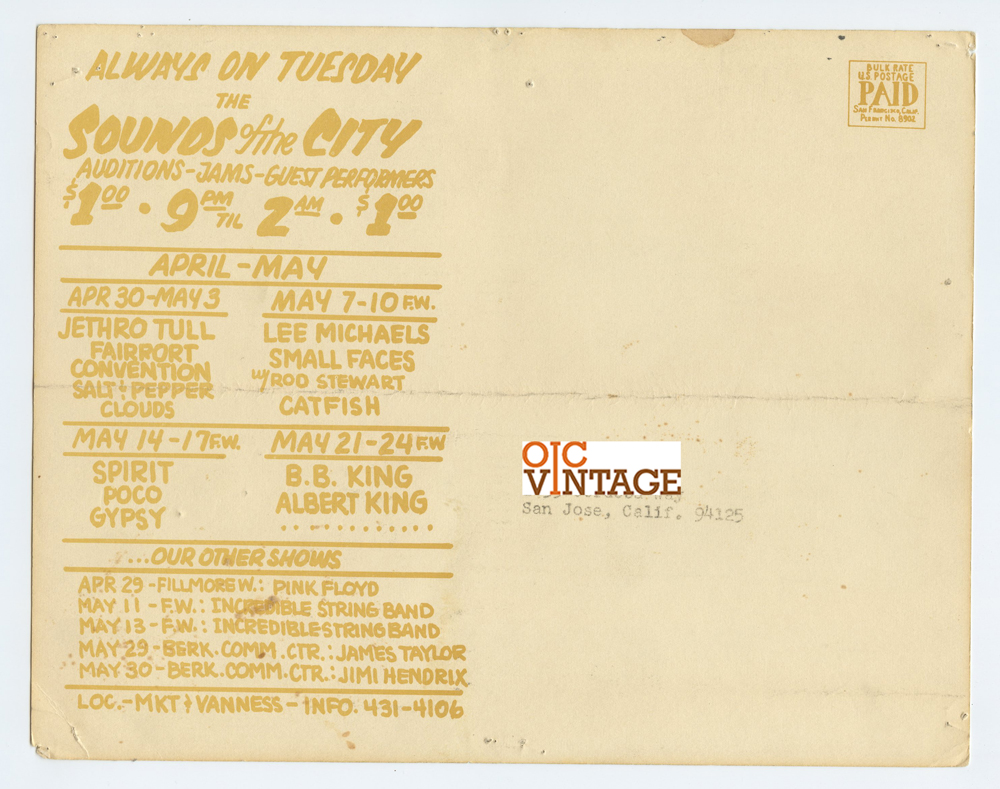 ALWAYS ON TUESDAY
THE
SOUNDS of the CITY
AUDITIONS-JAMS-GUEST PERFORMERS
$1.00 · 9 PM TIL 2 AM · $1.00
APRIL-MAY
APR 30-MAY 3
JETHRO TULL
FAIRPORT
CONVENTION
SALT & PEPPER
CLOUDS
MAY 7-10 F.W.
LEE MICHAELS
SMALL FACES
w/ROD STEWART
CATFISH
MAY 14-17 F.W.
SPIRIT
POCO
GYPSY
MAY 21-24 F.W
B.B. KING
ALBERT KING
..............
...OUR OTHER SHOWS
APR 29-FILLMORE W.: PINK FLOYD
MAY 11-F.W.: INCREDIBLE STRING BAND
MAY 13-F.W.: INCREDIBLE STRING BAND
MAY 29-BERK. COMM. CTR.: JAMES TAYLOR
MAY 30-BERK. COMM. CTR.: JIMI HENDRIX
LOC.-MKT & VANNESS-INFO. 431-4106
BULK RATE
U.S. POSTAGE
PAID
SAN FRANCISCO, CALIF.
PERMIT No. 8902
OJC
VINTAGE
San Jose, Calif. 94125